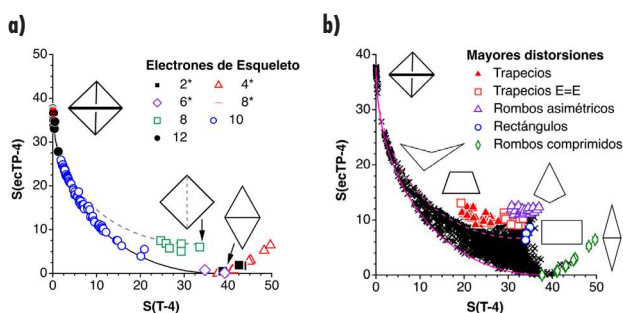 a)
b)
Electrones de Esqueleto
2*
4*
6*
8*
8
10
12
S(ecTP-4)
50
40
30
20
10
0
0 10 20 30 40 50
S(T-4)
Mayores distorsiones
Trapecios
Trapecios E=E
Rombos asimétricos
Rectángulos
Rombos comprimidos
S(ecTP-4)
40
30
20
10
0
0 10 20 30 40 50
S(T-4)